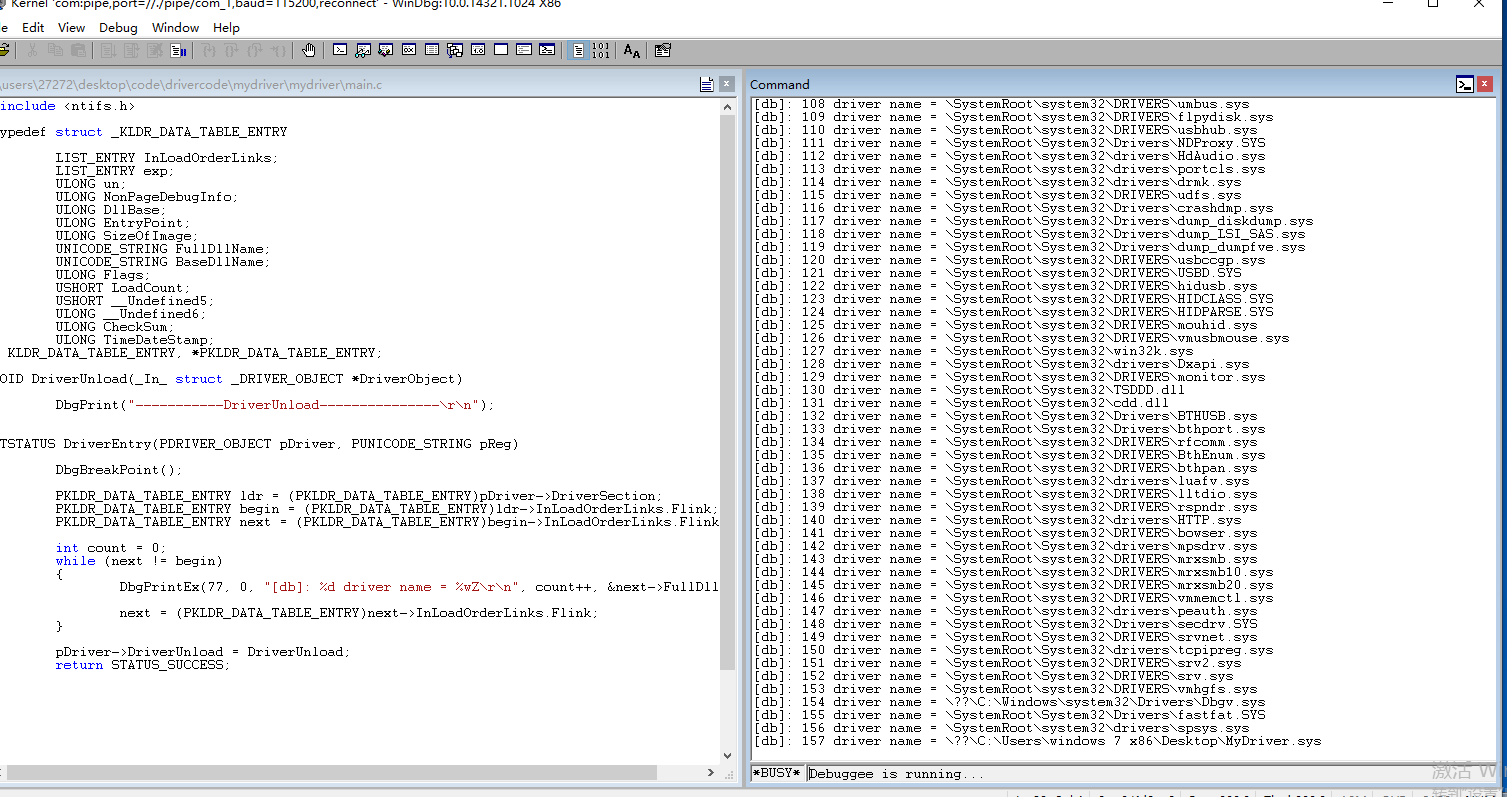 Kernel 'com:pipe,port=//./pipe/com_1,baud=115200,reconnect' - WinDbg:10.0.14321.1024 X86
Edit View Debug Window Help
\users\27272\desktop\code\drivercode\mydriver\mydriver\main.c
include <ntifs.h>
ypedef struct _KLDR_DATA_TABLE_ENTRY
LIST_ENTRY InLoadOrderLinks;
LIST_ENTRY exp;
ULONG un;
ULONG NonPageDebugInfo;
ULONG DllBase;
ULONG EntryPoint;
ULONG SizeOfImage;
UNICODE_STRING FullDllName;
UNICODE_STRING BaseDllName;
ULONG Flags;
USHORT LoadCount;
USHORT __Undefined5;
ULONG __Undefined6;
ULONG CheckSum;
ULONG TimeDateStamp;
KLDR_DATA_TABLE_ENTRY, *PKLDR_DATA_TABLE_ENTRY;
OID DriverUnload(_In_ struct _DRIVER_OBJECT *DriverObject)
DbgPrint("-----------DriverUnload---------------\r\n");
TSTATUS DriverEntry(PDRIVER_OBJECT pDriver, PUNICODE_STRING pReg)
DbgBreakPoint();
PKLDR_DATA_TABLE_ENTRY ldr = (PKLDR_DATA_TABLE_ENTRY)pDriver->DriverSection;
PKLDR_DATA_TABLE_ENTRY begin = (PKLDR_DATA_TABLE_ENTRY)ldr->InLoadOrderLinks.Flink;
PKLDR_DATA_TABLE_ENTRY next = (PKLDR_DATA_TABLE_ENTRY)begin->InLoadOrderLinks.Flink
int count = 0;
while (next != begin)
{
DbgPrintEx(77, 0, "[db]: %d driver name = %wZ\r\n", count++, &next->FullDll
next = (PKLDR_DATA_TABLE_ENTRY)next->InLoadOrderLinks.Flink;
}
pDriver->DriverUnload = DriverUnload;
return STATUS_SUCCESS;
Command
[db]: 108 driver name = \SystemRoot\system32\DRIVERS\umbus.sys
[db]: 109 driver name = \SystemRoot\system32\DRIVERS\flpydisk.sys
[db]: 110 driver name = \SystemRoot\system32\DRIVERS\usbhub.sys
[db]: 111 driver name = \SystemRoot\System32\Drivers\NDProxy.SYS
[db]: 112 driver name = \SystemRoot\system32\drivers\HdAudio.sys
[db]: 113 driver name = \SystemRoot\system32\drivers\portcls.sys
[db]: 114 driver name = \SystemRoot\system32\drivers\drmk.sys
[db]: 115 driver name = \SystemRoot\system32\DRIVERS\udfs.sys
[db]: 116 driver name = \SystemRoot\System32\Drivers\crashdmp.sys
[db]: 117 driver name = \SystemRoot\System32\Drivers\dump_diskdump.sys
[db]: 118 driver name = \SystemRoot\System32\Drivers\dump_LSI_SAS.sys
[db]: 119 driver name = \SystemRoot\System32\Drivers\dump_dumpfve.sys
[db]: 120 driver name = \SystemRoot\system32\DRIVERS\usbccgp.sys
[db]: 121 driver name = \SystemRoot\system32\DRIVERS\USBD.SYS
[db]: 122 driver name = \SystemRoot\system32\DRIVERS\hidusb.sys
[db]: 123 driver name = \SystemRoot\system32\DRIVERS\HIDCLASS.SYS
[db]: 124 driver name = \SystemRoot\system32\DRIVERS\HIDPARSE.SYS
[db]: 125 driver name = \SystemRoot\system32\DRIVERS\mouhid.sys
[db]: 126 driver name = \SystemRoot\system32\DRIVERS\vmusbmouse.sys
[db]: 127 driver name = \SystemRoot\System32\win32k.sys
[db]: 128 driver name = \SystemRoot\System32\drivers\Dxapi.sys
[db]: 129 driver name = \SystemRoot\system32\DRIVERS\monitor.sys
[db]: 130 driver name = \SystemRoot\System32\TSDDD.dll
[db]: 131 driver name = \SystemRoot\System32\cdd.dll
[db]: 132 driver name = \SystemRoot\System32\Drivers\BTHUSB.sys
[db]: 133 driver name = \SystemRoot\System32\Drivers\bthport.sys
[db]: 134 driver name = \SystemRoot\system32\DRIVERS\rfcomm.sys
[db]: 135 driver name = \SystemRoot\system32\DRIVERS\BthEnum.sys
[db]: 136 driver name = \SystemRoot\system32\DRIVERS\bthpan.sys
[db]: 137 driver name = \SystemRoot\system32\drivers\luafv.sys
[db]: 138 driver name = \SystemRoot\system32\DRIVERS\lltdio.sys
[db]: 139 driver name = \SystemRoot\system32\DRIVERS\rspndr.sys
[db]: 140 driver name = \SystemRoot\system32\drivers\HTTP.sys
[db]: 141 driver name = \SystemRoot\system32\DRIVERS\bowser.sys
[db]: 142 driver name = \SystemRoot\System32\drivers\mpsdrv.sys
[db]: 143 driver name = \SystemRoot\system32\DRIVERS\mrxsmb.sys
[db]: 144 driver name = \SystemRoot\system32\DRIVERS\mrxsmb10.sys
[db]: 145 driver name = \SystemRoot\system32\DRIVERS\mrxsmb20.sys
[db]: 146 driver name = \SystemRoot\system32\DRIVERS\vmmemctl.sys
[db]: 147 driver name = \SystemRoot\system32\drivers\peauth.sys
[db]: 148 driver name = \SystemRoot\System32\Drivers\secdrv.SYS
[db]: 149 driver name = \SystemRoot\System32\DRIVERS\srvnet.sys
[db]: 150 driver name = \SystemRoot\System32\drivers\tcpipreg.sys
[db]: 151 driver name = \SystemRoot\System32\DRIVERS\srv2.sys
[db]: 152 driver name = \SystemRoot\System32\DRIVERS\srv.sys
[db]: 153 driver name = \SystemRoot\system32\DRIVERS\vmhgfs.sys
[db]: 154 driver name = \??\C:\Windows\system32\Drivers\Dbgv.sys
[db]: 155 driver name = \SystemRoot\System32\Drivers\fastfat.SYS
[db]: 156 driver name = \SystemRoot\system32\drivers\spsys.sys
[db]: 157 driver name = \??\C:\Users\windows 7 x86\Desktop\MyDriver.sys
*BUSY* Debuggee is running...
激活 W